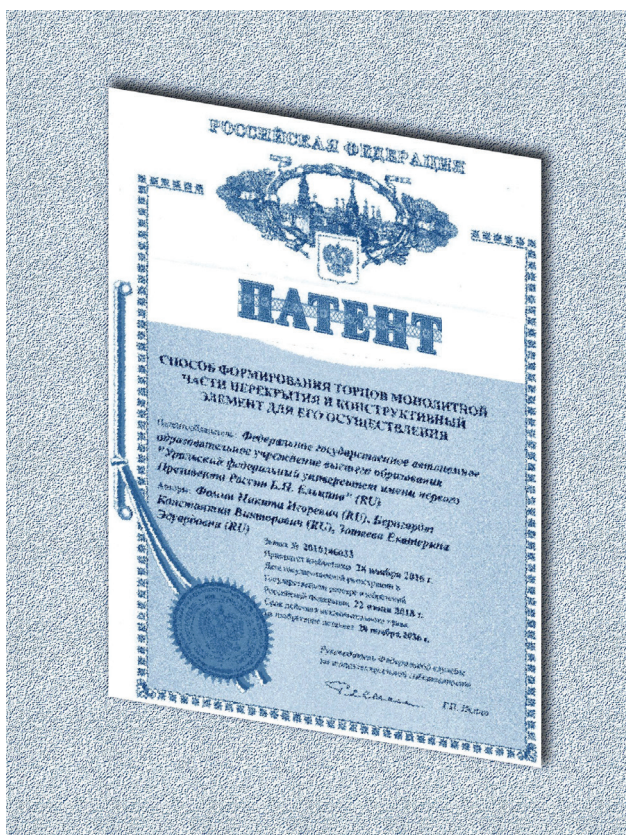 РОССИЙСКАЯ ФЕДЕРАЦИЯ
ПАТЕНТ
СПОСОБ ФОРМИРОВАНИЯ ТОРЦОВ МОНОЛИТНОЙ
ЧАСТИ ПЕРЕКРЫТИЯ И КОНСТРУКТИВНЫЙ
ЭЛЕМЕНТ ДЛЯ ЕГО ОСУЩЕСТВЛЕНИЯ
Патентообладатель: Федеральное государственное автономное
образовательное учреждение высшего образования
"Уральский федеральный университет имени первого
Президента России Б.Н. Ельцина" (RU)
Авторы: Фомин Никита Игоревич (RU), Бернгардт
Константин Викторович (RU), Зотеева Екатерина
Эдуардовна (RU)
Заявка № 2016146633
Приоритет изобретения 28 ноября 2016 г.
Дата государственной регистрации в
Государственном реестре изобретений
Российской Федерации 22 июня 2018 г.
Срок действия исключительного права
на изобретение истекает 28 ноября 2036 г.
Руководитель Федеральной службы
по интеллектуальной собственности
Г.П. Ивлиев